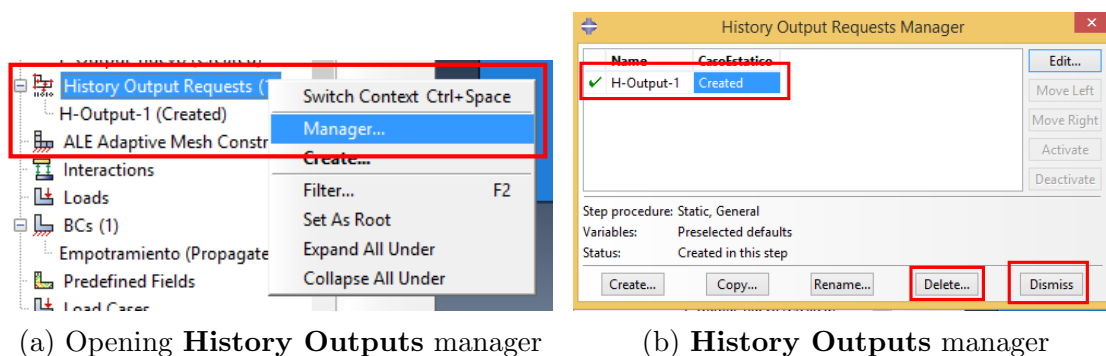 History Output Requests (1
H-Output-1 (Created)
ALE Adaptive Mesh Constr
Interactions
Loads
BCs (1)
Empotramiento (Propagate
Predefined Fields
Load Cases
Switch Context Ctrl+Space
Manager...
Create...
Filter... F2
Set As Root
Expand All Under
Collapse All Under
(a) Opening History Outputs manager
History Output Requests Manager
Name CasoEstatico
✔ H-Output-1 Created
Edit...
Move Left
Move Right
Activate
Deactivate
Step procedure: Static, General
Variables: Preselected defaults
Status: Created in this step
Create... Copy... Rename... Delete... Dismiss
(b) History Outputs manager